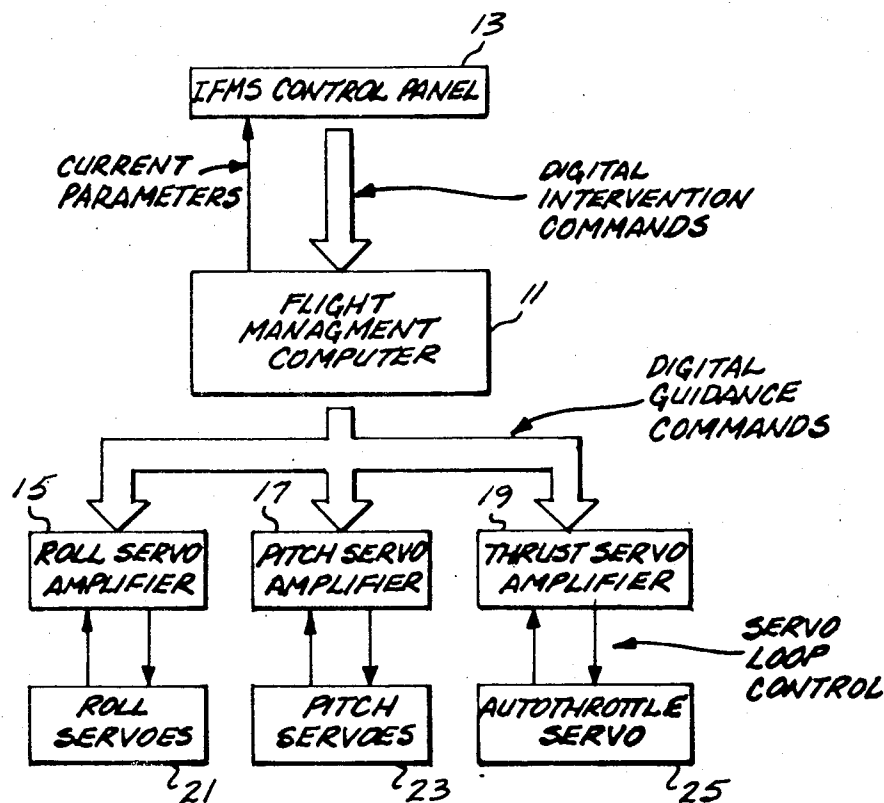 13
IFMS CONTROL PANEL
CURRENT
PARAMETERS
DIGITAL
INTERVENTION
COMMANDS
FLIGHT
MANAGMENT
COMPUTER
11
DIGITAL
GUIDANCE
COMMANDS
15
17
19
ROLL SERVO
AMPLIFIER
PITCH SERVO
AMPLIFIER
THRUST SERVO
AMPLIFIER
SERVO
LOOP
CONTROL
ROLL
SERVOES
PITCH
SERVOES
AUTOTHROTTLE
SERVO
21
23
25